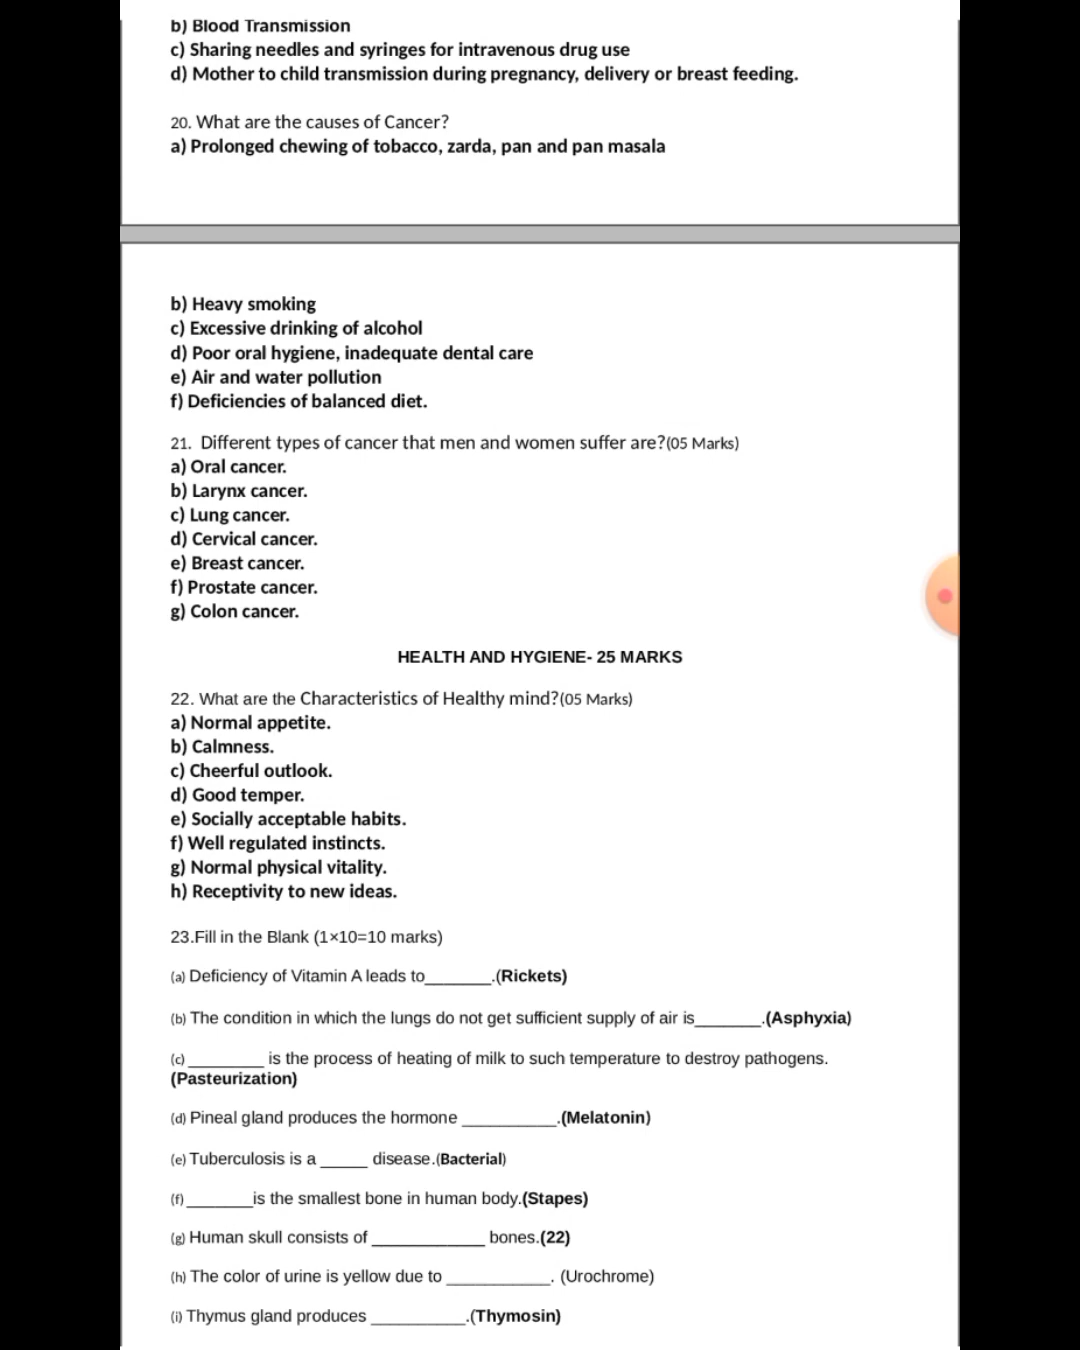 b) Blood Transmission
c) Sharing needles and syringes for intravenous drug use
d) Mother to child transmission during pregnancy, delivery or breast feeding.
20. What are the causes of Cancer?
a) Prolonged chewing of tobacco, zarda, pan and pan masala
b) Heavy smoking
c) Excessive drinking of alcohol
d) Poor oral hygiene, inadequate dental care
e) Air and water pollution
f) Deficiencies of balanced diet.
21. Different types of cancer that men and women suffer are?(05 Marks)
a) Oral cancer.
b) Larynx cancer.
c) Lung cancer.
d) Cervical cancer.
e) Breast cancer.
f) Prostate cancer.
g) Colon cancer.
HEALTH AND HYGIENE- 25 MARKS
22. What are the Characteristics of Healthy mind?(05 Marks)
a) Normal appetite.
b) Calmness.
c) Cheerful outlook.
d) Good temper.
e) Socially acceptable habits.
f) Well regulated instincts.
g) Normal physical vitality.
h) Receptivity to new ideas.
23.Fill in the Blank (1×10=10 marks)
(a) Deficiency of Vitamin A leads to_______.(Rickets)
(b) The condition in which the lungs do not get sufficient supply of air is_______.(Asphyxia)
(c) ________ is the process of heating of milk to such temperature to destroy pathogens.
(Pasteurization)
(d) Pineal gland produces the hormone __________.(Melatonin)
(e) Tuberculosis is a _____ disease.(Bacterial)
(f)_______is the smallest bone in human body.(Stapes)
(g) Human skull consists of ____________ bones.(22)
(h) The color of urine is yellow due to ___________. (Urochrome)
(i) Thymus gland produces __________.(Thymosin)